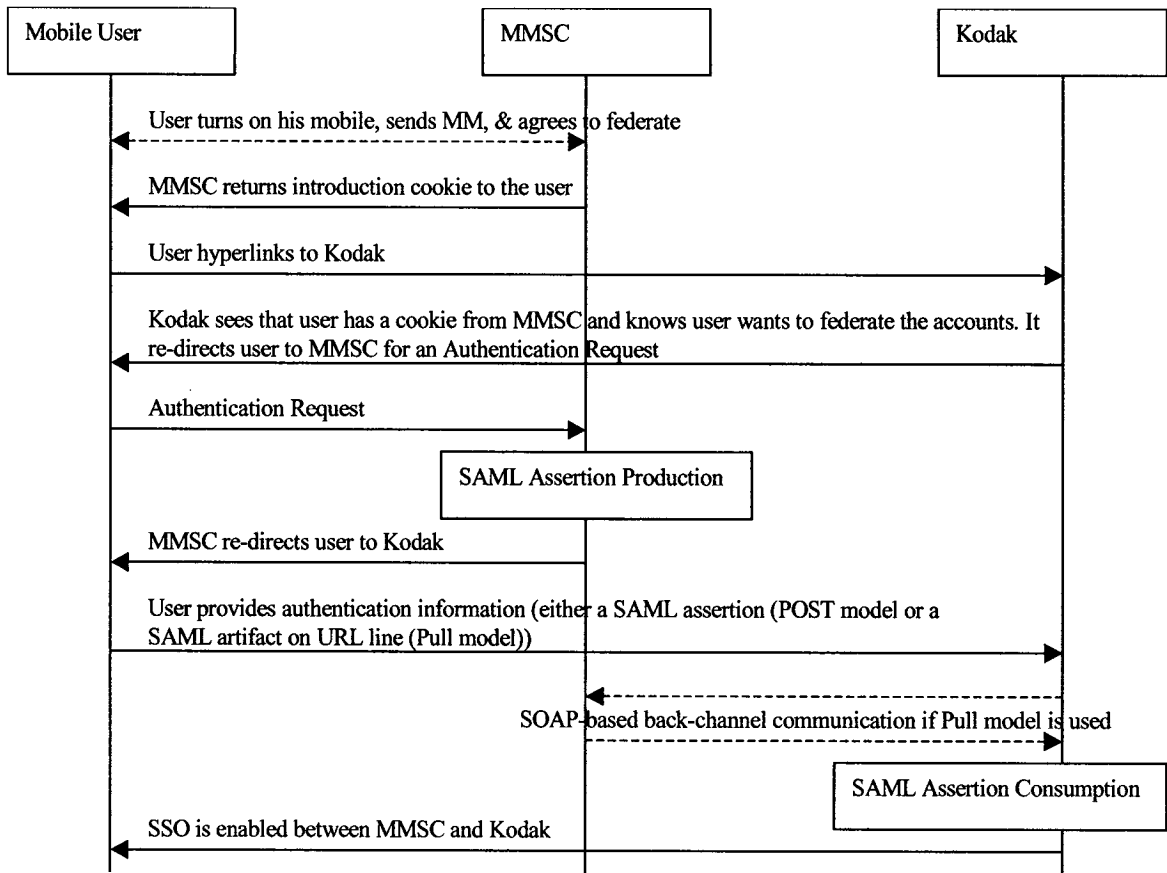 Mobile User
MMSC
Kodak
User turns on his mobile, sends MM, & agrees to federate
MMSC returns introduction cookie to the user
User hyperlinks to Kodak
Kodak sees that user has a cookie from MMSC and knows user wants to federate the accounts. It
re-directs user to MMSC for an Authentication Request
Authentication Request
SAML Assertion Production
MMSC re-directs user to Kodak
User provides authentication information (either a SAML assertion (POST model or a
SAML artifact on URL line (Pull model))
SOAP-based back-channel communication if Pull model is used
SAML Assertion Consumption
SSO is enabled between MMSC and Kodak